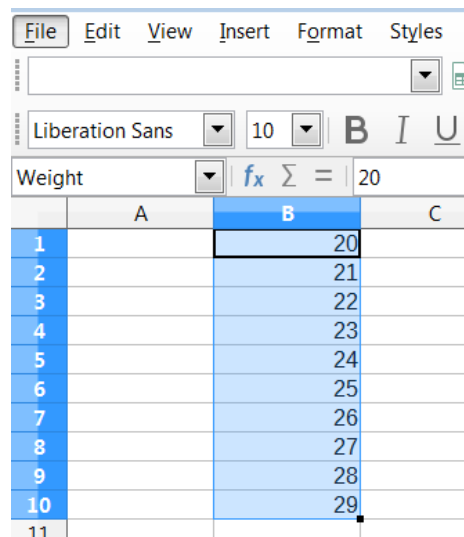 File Edit View Insert Format Styles
Liberation Sans 10 B I U
Weight fx Σ = 20
A B C
1 20
2 21
3 22
4 23
5 24
6 25
7 26
8 27
9 28
10 29
11